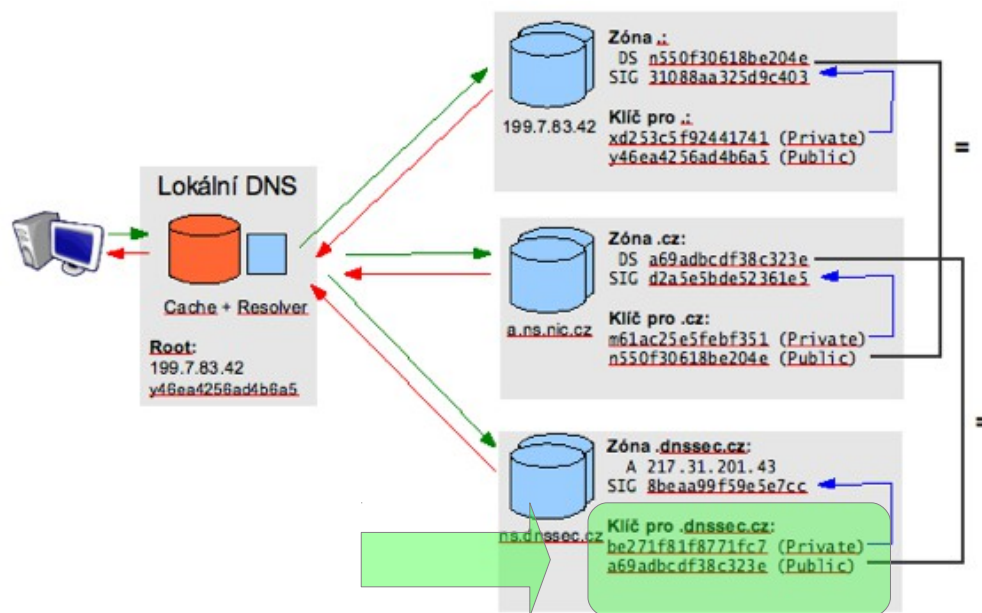 Lokální DNS
Cache + Resolver
Root:
199.7.83.42
y46ea4256ad4b6a5
199.7.83.42
Zóna .:
DS n550f30618be204e
SIG 31088aa325d9c403
Klíč pro .:
xd253c5f92441741 (Private)
y46ea4256ad4b6a5 (Public)
=
a.ns.nic.cz
Zóna .cz:
DS a69adbcdf38c323e
SIG d2a5e5bde52361e5
Klíč pro .cz:
m61ac25e5febf351 (Private)
n550f30618be204e (Public)
=
ns.dnssec.cz
Zóna .dnssec.cz:
A 217.31.201.43
SIG 8beaa99f59e5e7cc
Klíč pro .dnssec.cz:
be271f81f8771fc7 (Private)
a69adbcdf38c323e (Public)